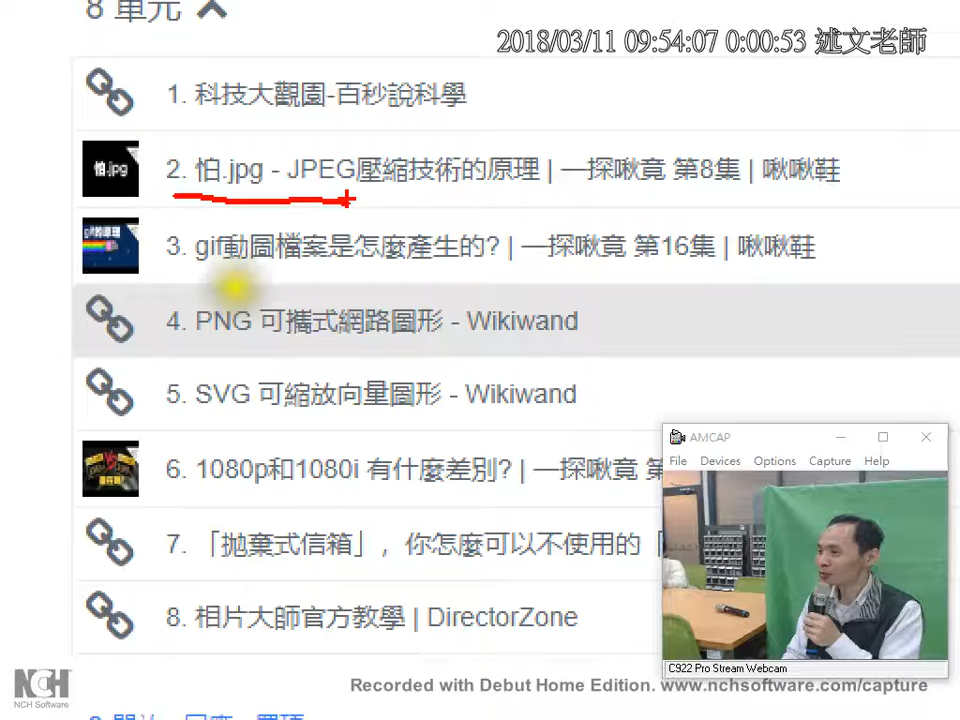 8 單元
2018/03/11 09:54:07 0:00:53 述文老師
1. 科技大觀園-百秒說科學
怕.jpg
2. 怕.jpg - JPEG壓縮技術的原理 | 一探啾竟 第8集 | 啾啾鞋
gif的原理
3. gif動圖檔案是怎麼產生的? | 一探啾竟 第16集 | 啾啾鞋
4. PNG 可攜式網路圖形 - Wikiwand
5. SVG 可縮放向量圖形 - Wikiwand
AMCAP
File Devices Options Capture Help
6. 1080p和1080i 有什麼差別? | 一探啾竟 第
7. 「拋棄式信箱」，你怎麼可以不使用的「
8. 相片大師官方教學 | DirectorZone
C922 Pro Stream Webcam
NCH
NCH Software
Recorded with Debut Home Edition. www.nchsoftware.com/capture